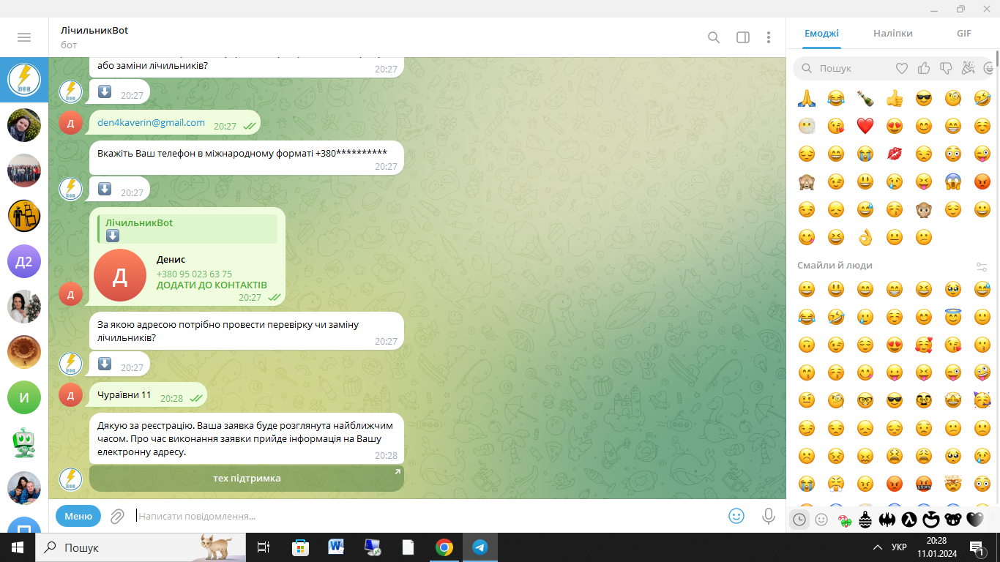 ЛічильникBot
бот
або заміни лічильників?
20:27
20:27
den4kaverin@gmail.com
20:27
Вкажіть Ваш телефон в міжнародному форматі +380**********
20:27
20:27
ЛічильникBot
Д
Денис
+380 95 023 63 75
ДОДАТИ ДО КОНТАКТІВ
20:27
За якою адресою потрібно провести перевірку чи заміну
лічильників?
20:27
20:27
Чураївни 11
20:28
Дякую за реєстрацію. Ваша заявка буде розглянута найближчим
часом. Про час виконання заявки прийде інформація на Вашу
електронну адресу.
20:28
тех підтримка
Меню
Написати повідомлення...
Д2
И
Д
Д
Д
Емоджі
Наліпки
GIF
Пошук
Смайли й люди
Пошук
УКР
20:28
11.01.2024
1